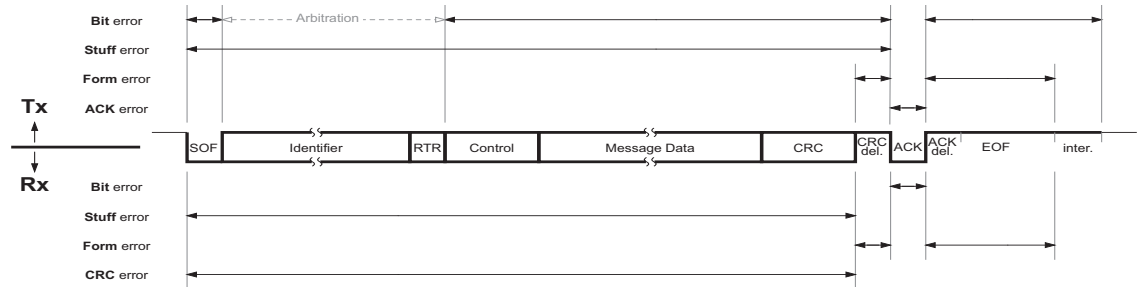 Bit error
Arbitration
Stuff error
Form error
ACK error
Tx
SOF Identifier RTR Control Message Data CRC CRC del. ACK ACK del. EOF inter.
Rx
Bit error
Stuff error
Form error
CRC error